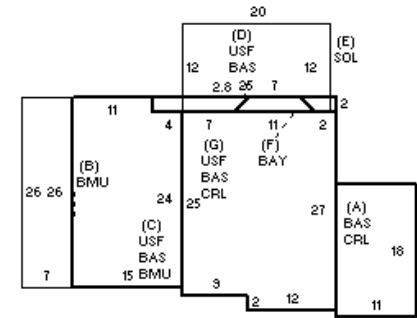 20
(D)
USF
BAS
(E)
SOL
12
12
2.8
26
7
2
11
4
7
11
2
(G)
USF
BAS
CRL
(F)
BAY
(B)
BMU
26 26
24
25
27
(A)
BAS
CRL
18
(C)
USF
BAS
BMU
15
7
9
2
12
11